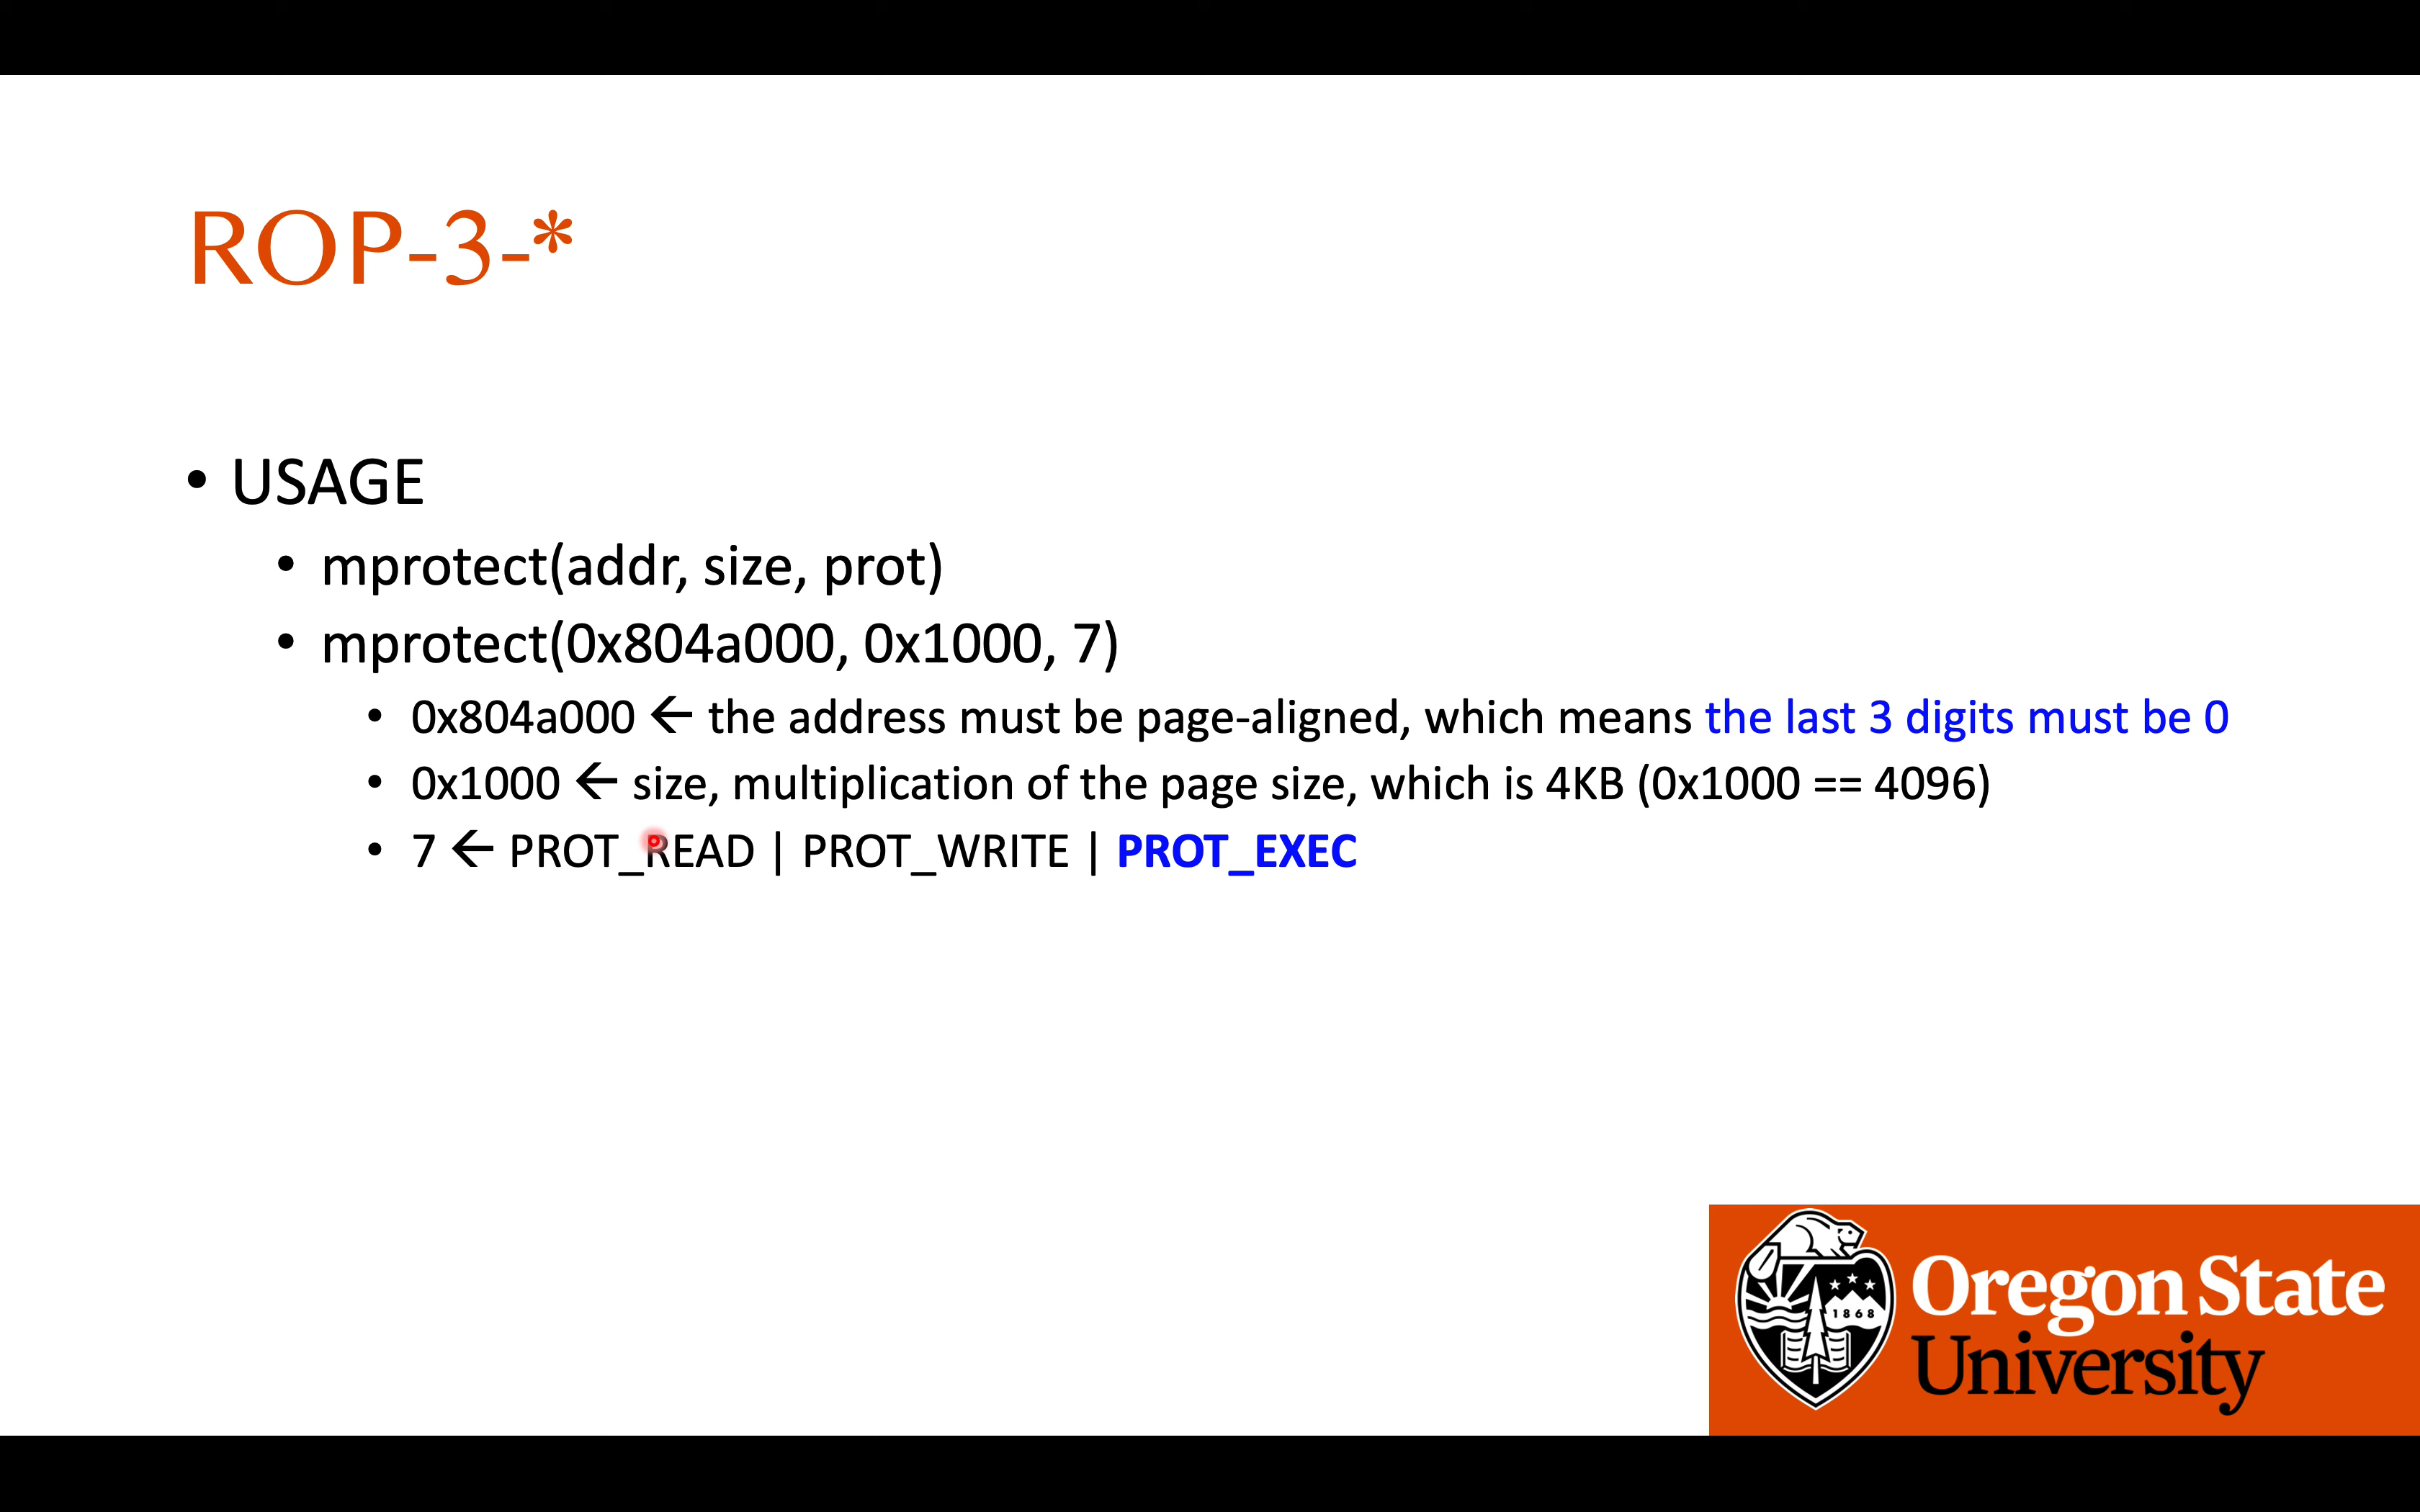 ROP-3-*
• USAGE
• mprotect(addr, size, prot)
• mprotect(0x804a000, 0x1000, 7)
• 0x804a000 ← the address must be page-aligned, which means the last 3 digits must be 0
• 0x1000 ← size, multiplication of the page size, which is 4KB (0x1000 == 4096)
• 7 ← PROT_READ | PROT_WRITE | PROT_EXEC
1868
Oregon State
University